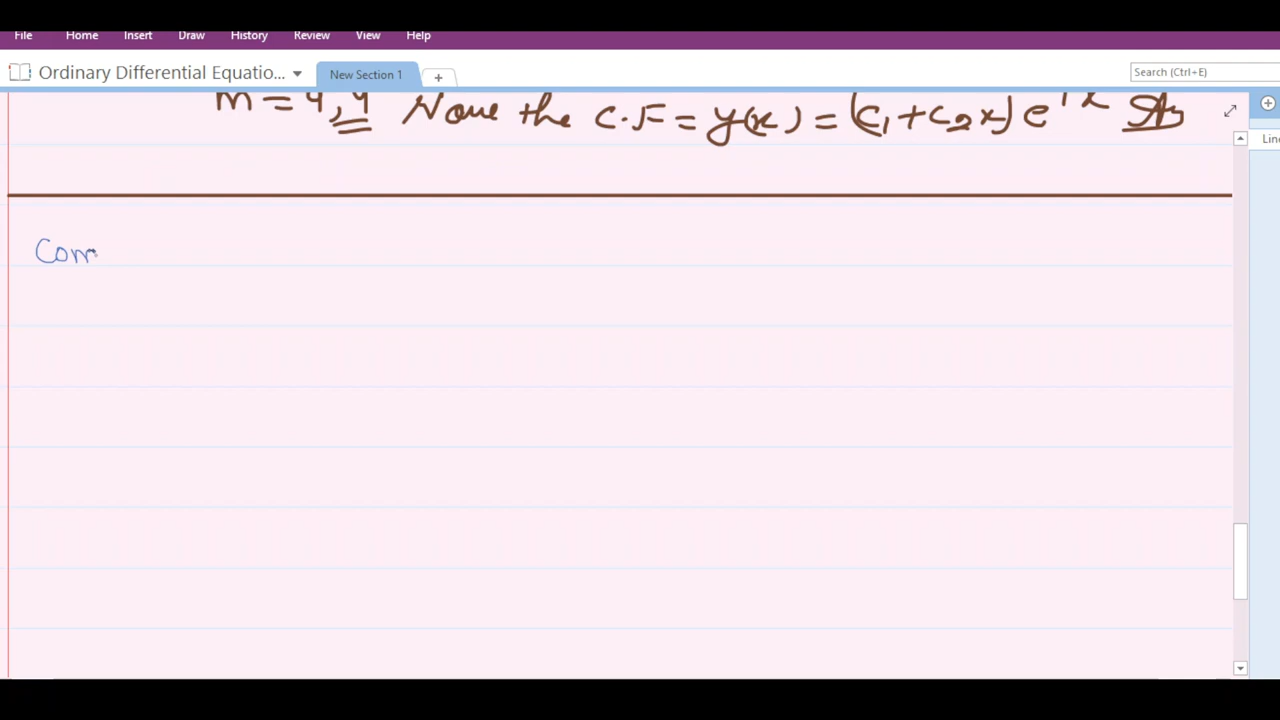 File Home Insert Draw History Review View Help
Ordinary Differential Equatio... New Section 1 + Search (Ctrl+E)
m = 4, 4 the C.F = y(x) = (c₁ + c₂x) e
Lin
Com